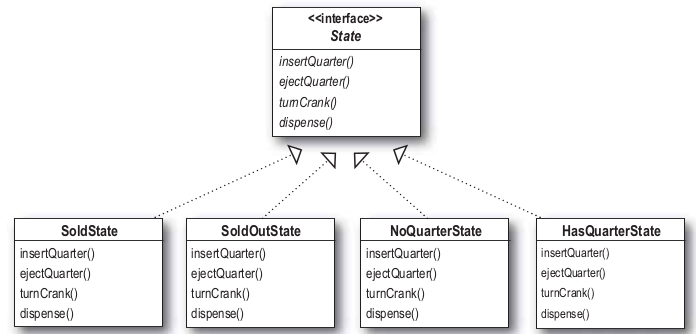 <<interface>>
State
insertQuarter()
ejectQuarter()
turnCrank()
dispense()
SoldState
insertQuarter()
ejectQuarter()
turnCrank()
dispense()
SoldOutState
insertQuarter()
ejectQuarter()
turnCrank()
dispense()
NoQuarterState
insertQuarter()
ejectQuarter()
turnCrank()
dispense()
HasQuarterState
insertQuarter()
ejectQuarter()
turnCrank()
dispense()